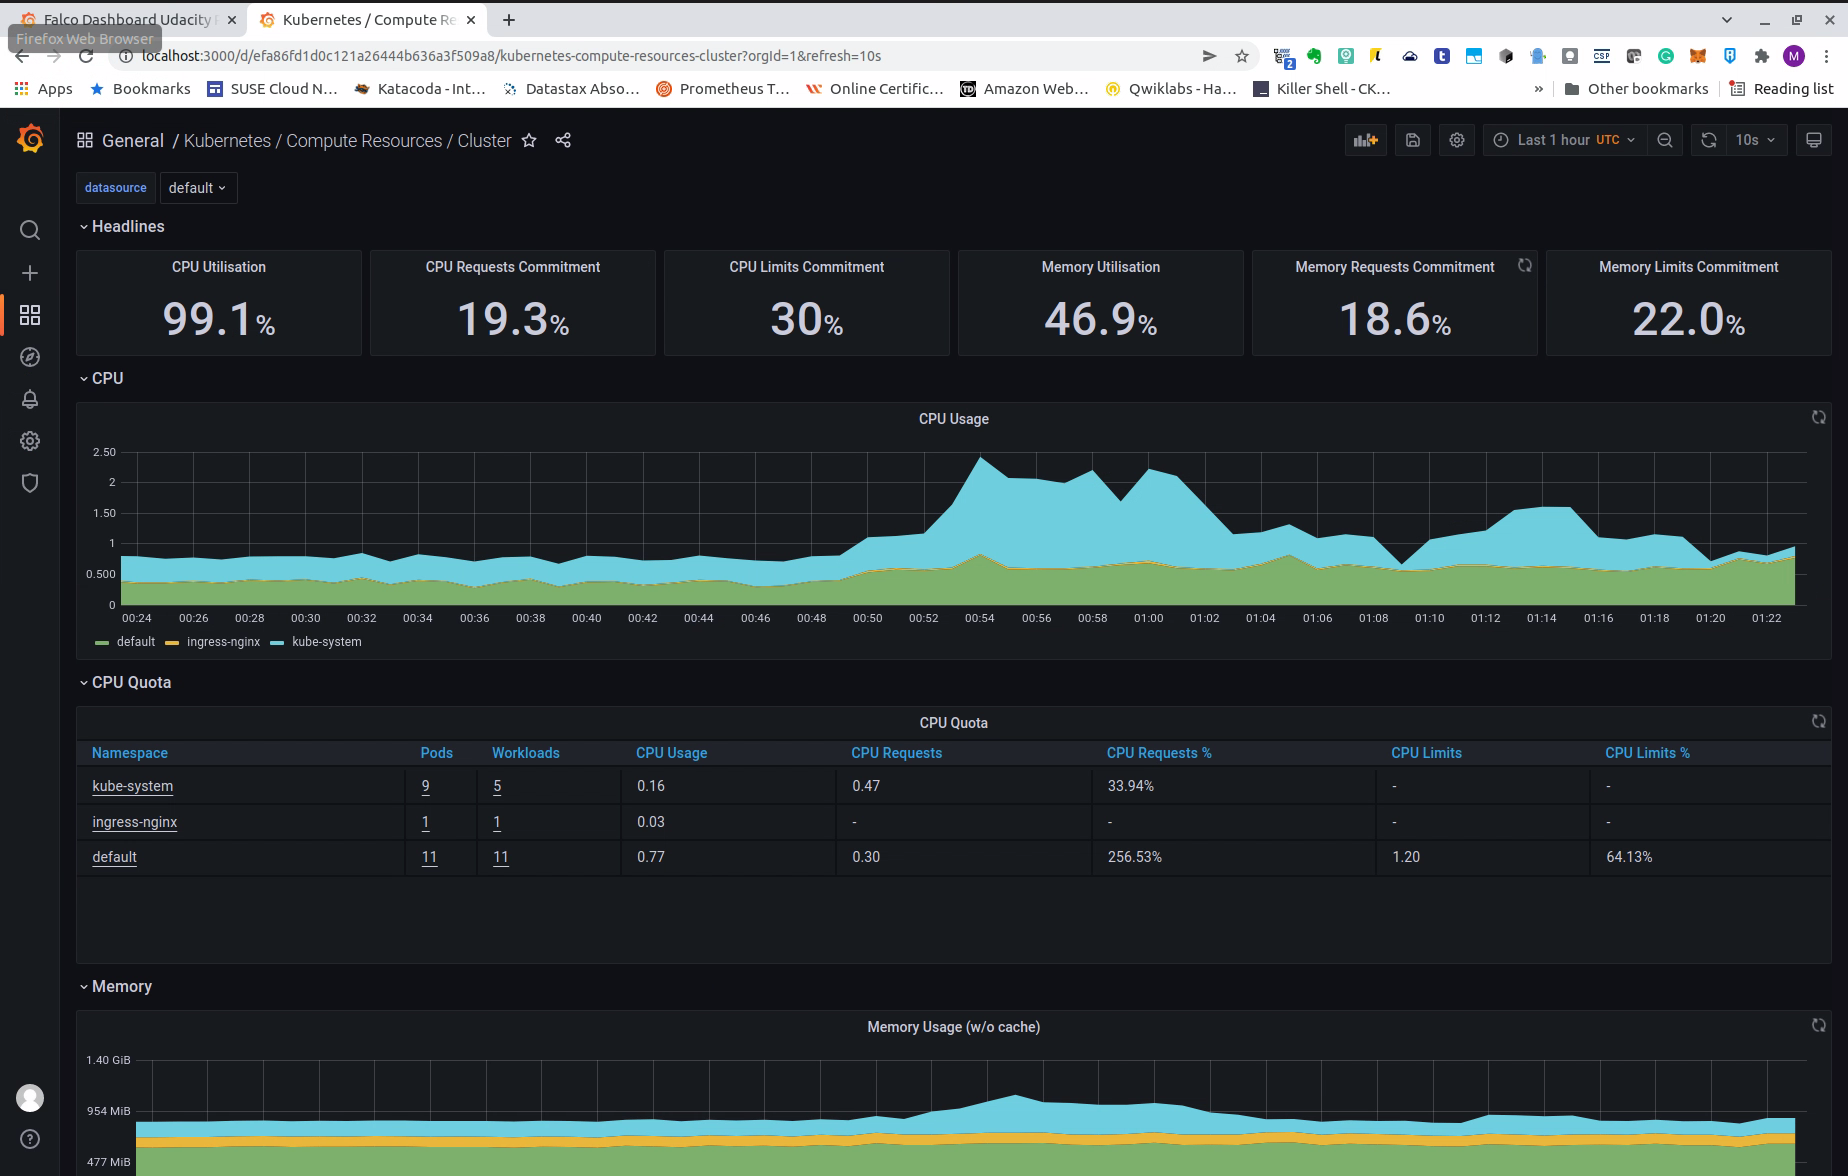 Falco Dashboard Udacity
Kubernetes / Compute Re
Firefox Web Browser
localhost:3000/d/efa86fd1d0c121a26444b636a3f509a8/kubernetes-compute-resources-cluster?orgId=1&refresh=10s
2
CSP
M
Apps Bookmarks SUSE Cloud N... Katacoda - Int... Datastax Abso... Prometheus T... Online Certific... Amazon Web... Qwiklabs - Ha... Killer Shell - CK... » Other bookmarks Reading list
General / Kubernetes / Compute Resources / Cluster
Last 1 hour UTC
10s
datasource default
Headlines
CPU Utilisation CPU Requests Commitment CPU Limits Commitment Memory Utilisation Memory Requests Commitment Memory Limits Commitment
99.1% 19.3% 30% 46.9% 18.6% 22.0%
CPU
CPU Usage
2.50
2
1.50
1
0.500
0
00:24 00:26 00:28 00:30 00:32 00:34 00:36 00:38 00:40 00:42 00:44 00:46 00:48 00:50 00:52 00:54 00:56 00:58 01:00 01:02 01:04 01:06 01:08 01:10 01:12 01:14 01:16 01:18 01:20 01:22
default ingress-nginx kube-system
CPU Quota
CPU Quota
Namespace Pods Workloads CPU Usage CPU Requests CPU Requests % CPU Limits CPU Limits %
kube-system 9 5 0.16 0.47 33.94% - -
ingress-nginx 1 1 0.03 - - - -
default 11 11 0.77 0.30 256.53% 1.20 64.13%
Memory
Memory Usage (w/o cache)
1.40 GiB
954 MiB
477 MiB